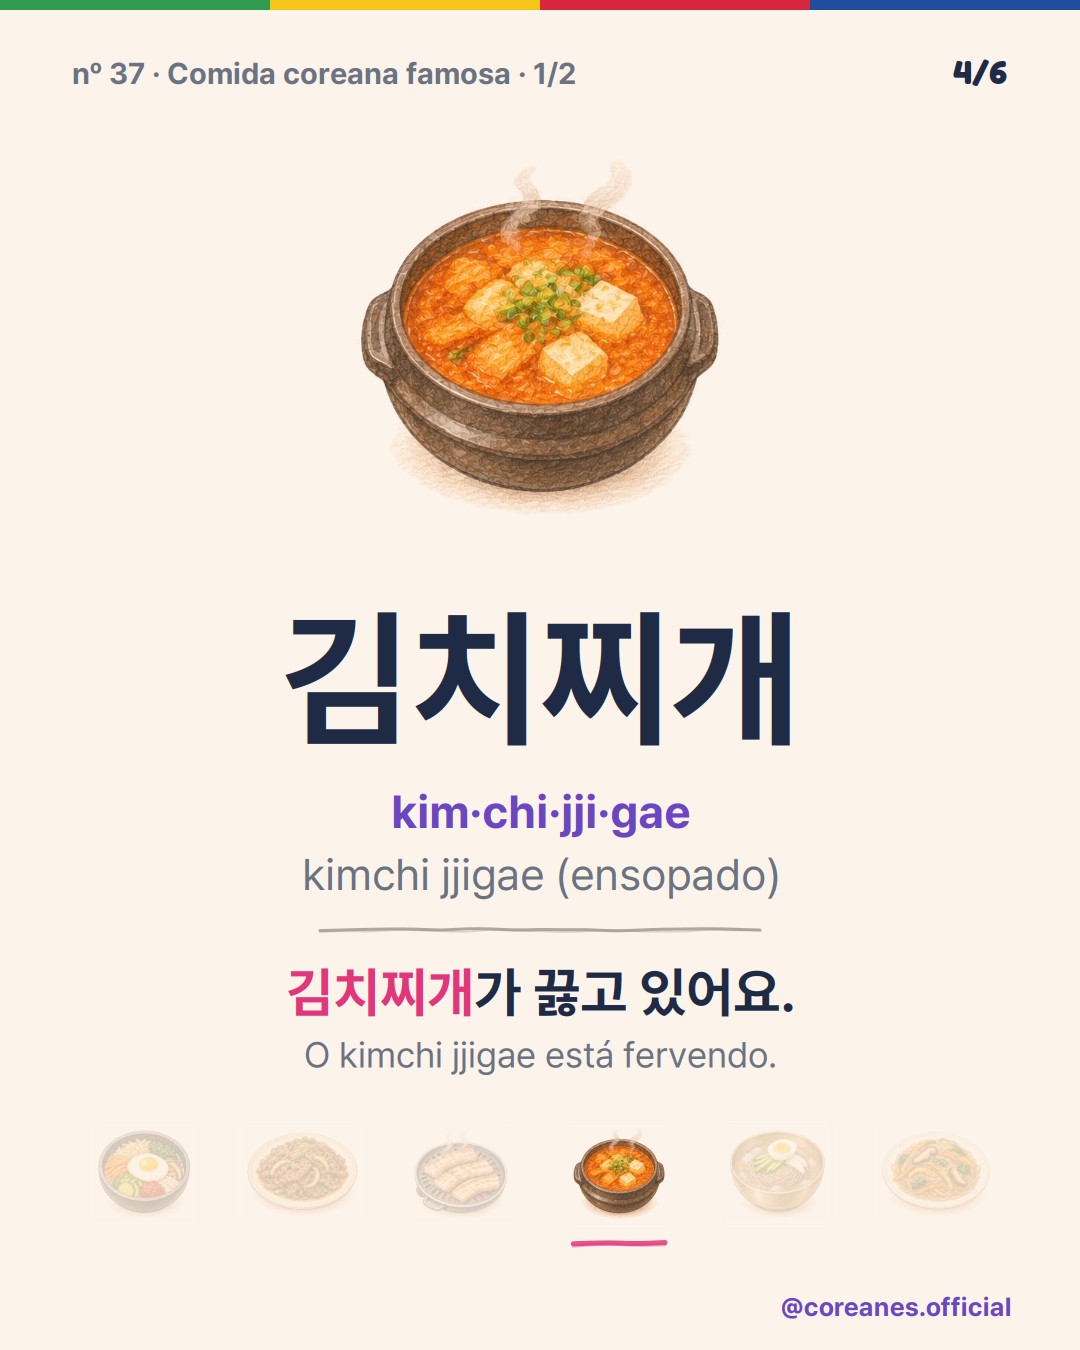 nº 37 · Comida coreana famosa · 1/2
4/6
김치찌개
kim·chi·jji·gae
kimchi jjigae (ensopado)
김치찌개가 끓고 있어요.
O kimchi jjigae está fervendo.
@coreanes.official